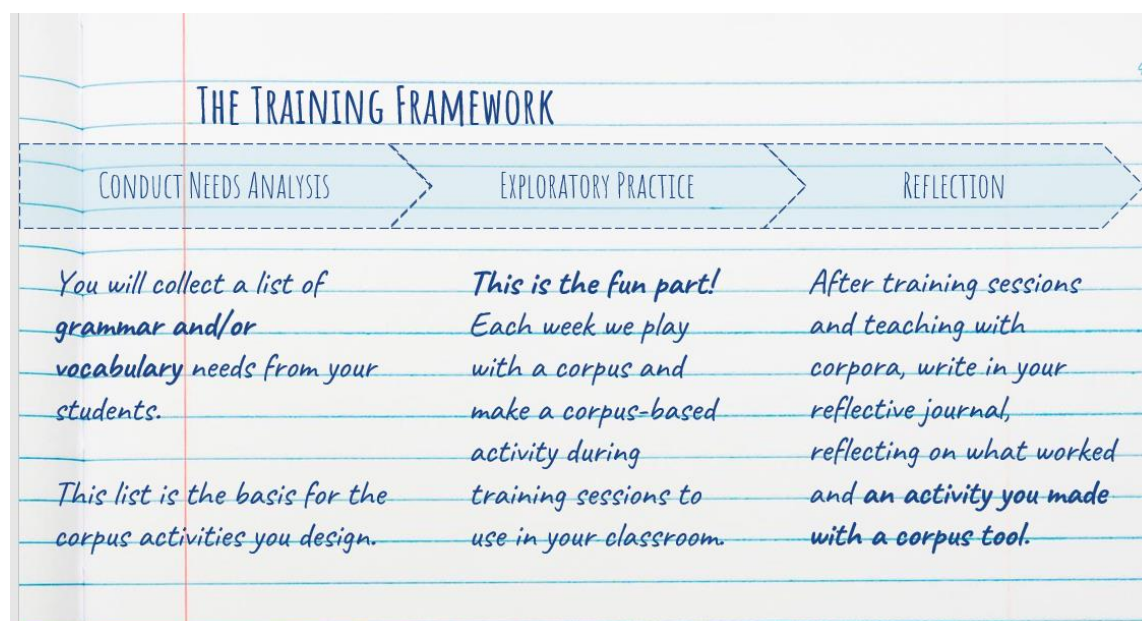 The Training Framework
Conduct Needs Analysis
Exploratory Practice
Reflection
You will collect a list of
grammar and/or
vocabulary needs from your
students.
This list is the basis for the
corpus activities you design.
This is the fun part!
Each week we play
with a corpus and
make a corpus-based
activity during
training sessions to
use in your classroom.
After training sessions
and teaching with
corpora, write in your
reflective journal,
reflecting on what worked
and an activity you made
with a corpus tool.